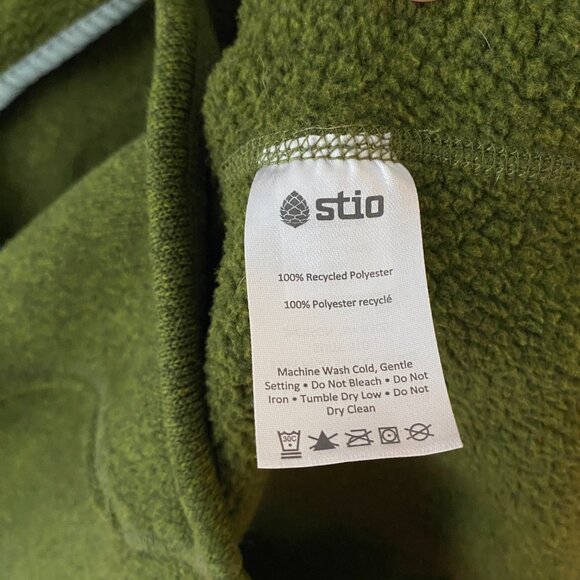 stio
100% Recycled Polyester
100% Polyester recyclé
Machine Wash Cold, Gentle
Setting • Do Not Bleach • Do Not
Iron • Tumble Dry Low • Do Not
Dry Clean
30C